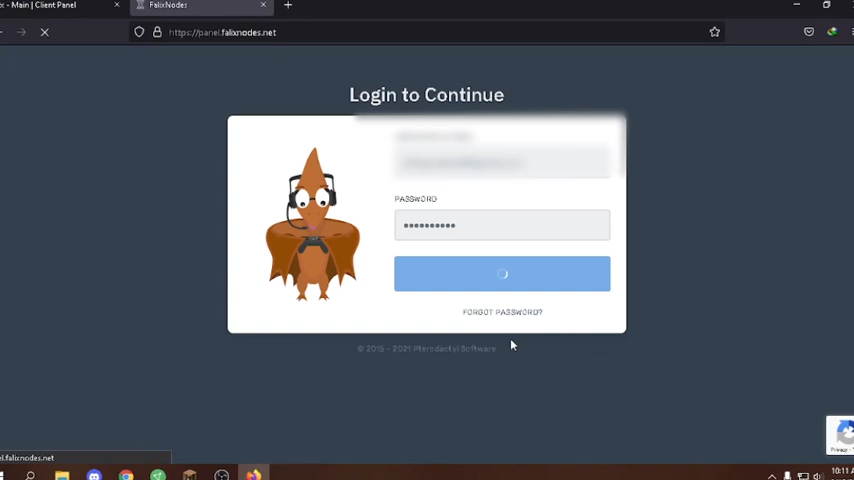 - Main | Client Panel
FalixNodes
https://panel.falixnodes.net
Login to Continue
PASSWORD
FORGOT PASSWORD?
© 2015 - 2021 Pterodactyl Software
Privacy -
el.falixnodes.net
10:11